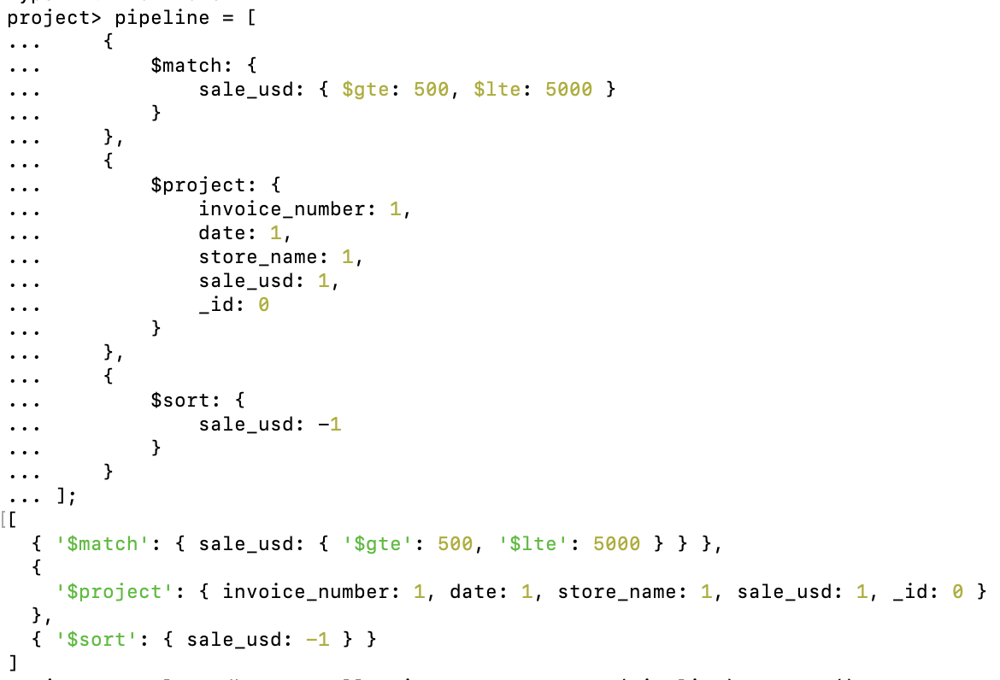 project> pipeline = [
...     {
...         $match: {
...             sale_usd: { $gte: 500, $lte: 5000 }
...         }
...     },
...     {
...         $project: {
...             invoice_number: 1,
...             date: 1,
...             store_name: 1,
...             sale_usd: 1,
...             _id: 0
...         }
...     },
...     {
...         $sort: {
...             sale_usd: -1
...         }
...     }
... ];
[[
  { '$match': { sale_usd: { '$gte': 500, '$lte': 5000 } } },
  {
    '$project': { invoice_number: 1, date: 1, store_name: 1, sale_usd: 1, _id: 0 }
  },
  { '$sort': { sale_usd: -1 } }
]